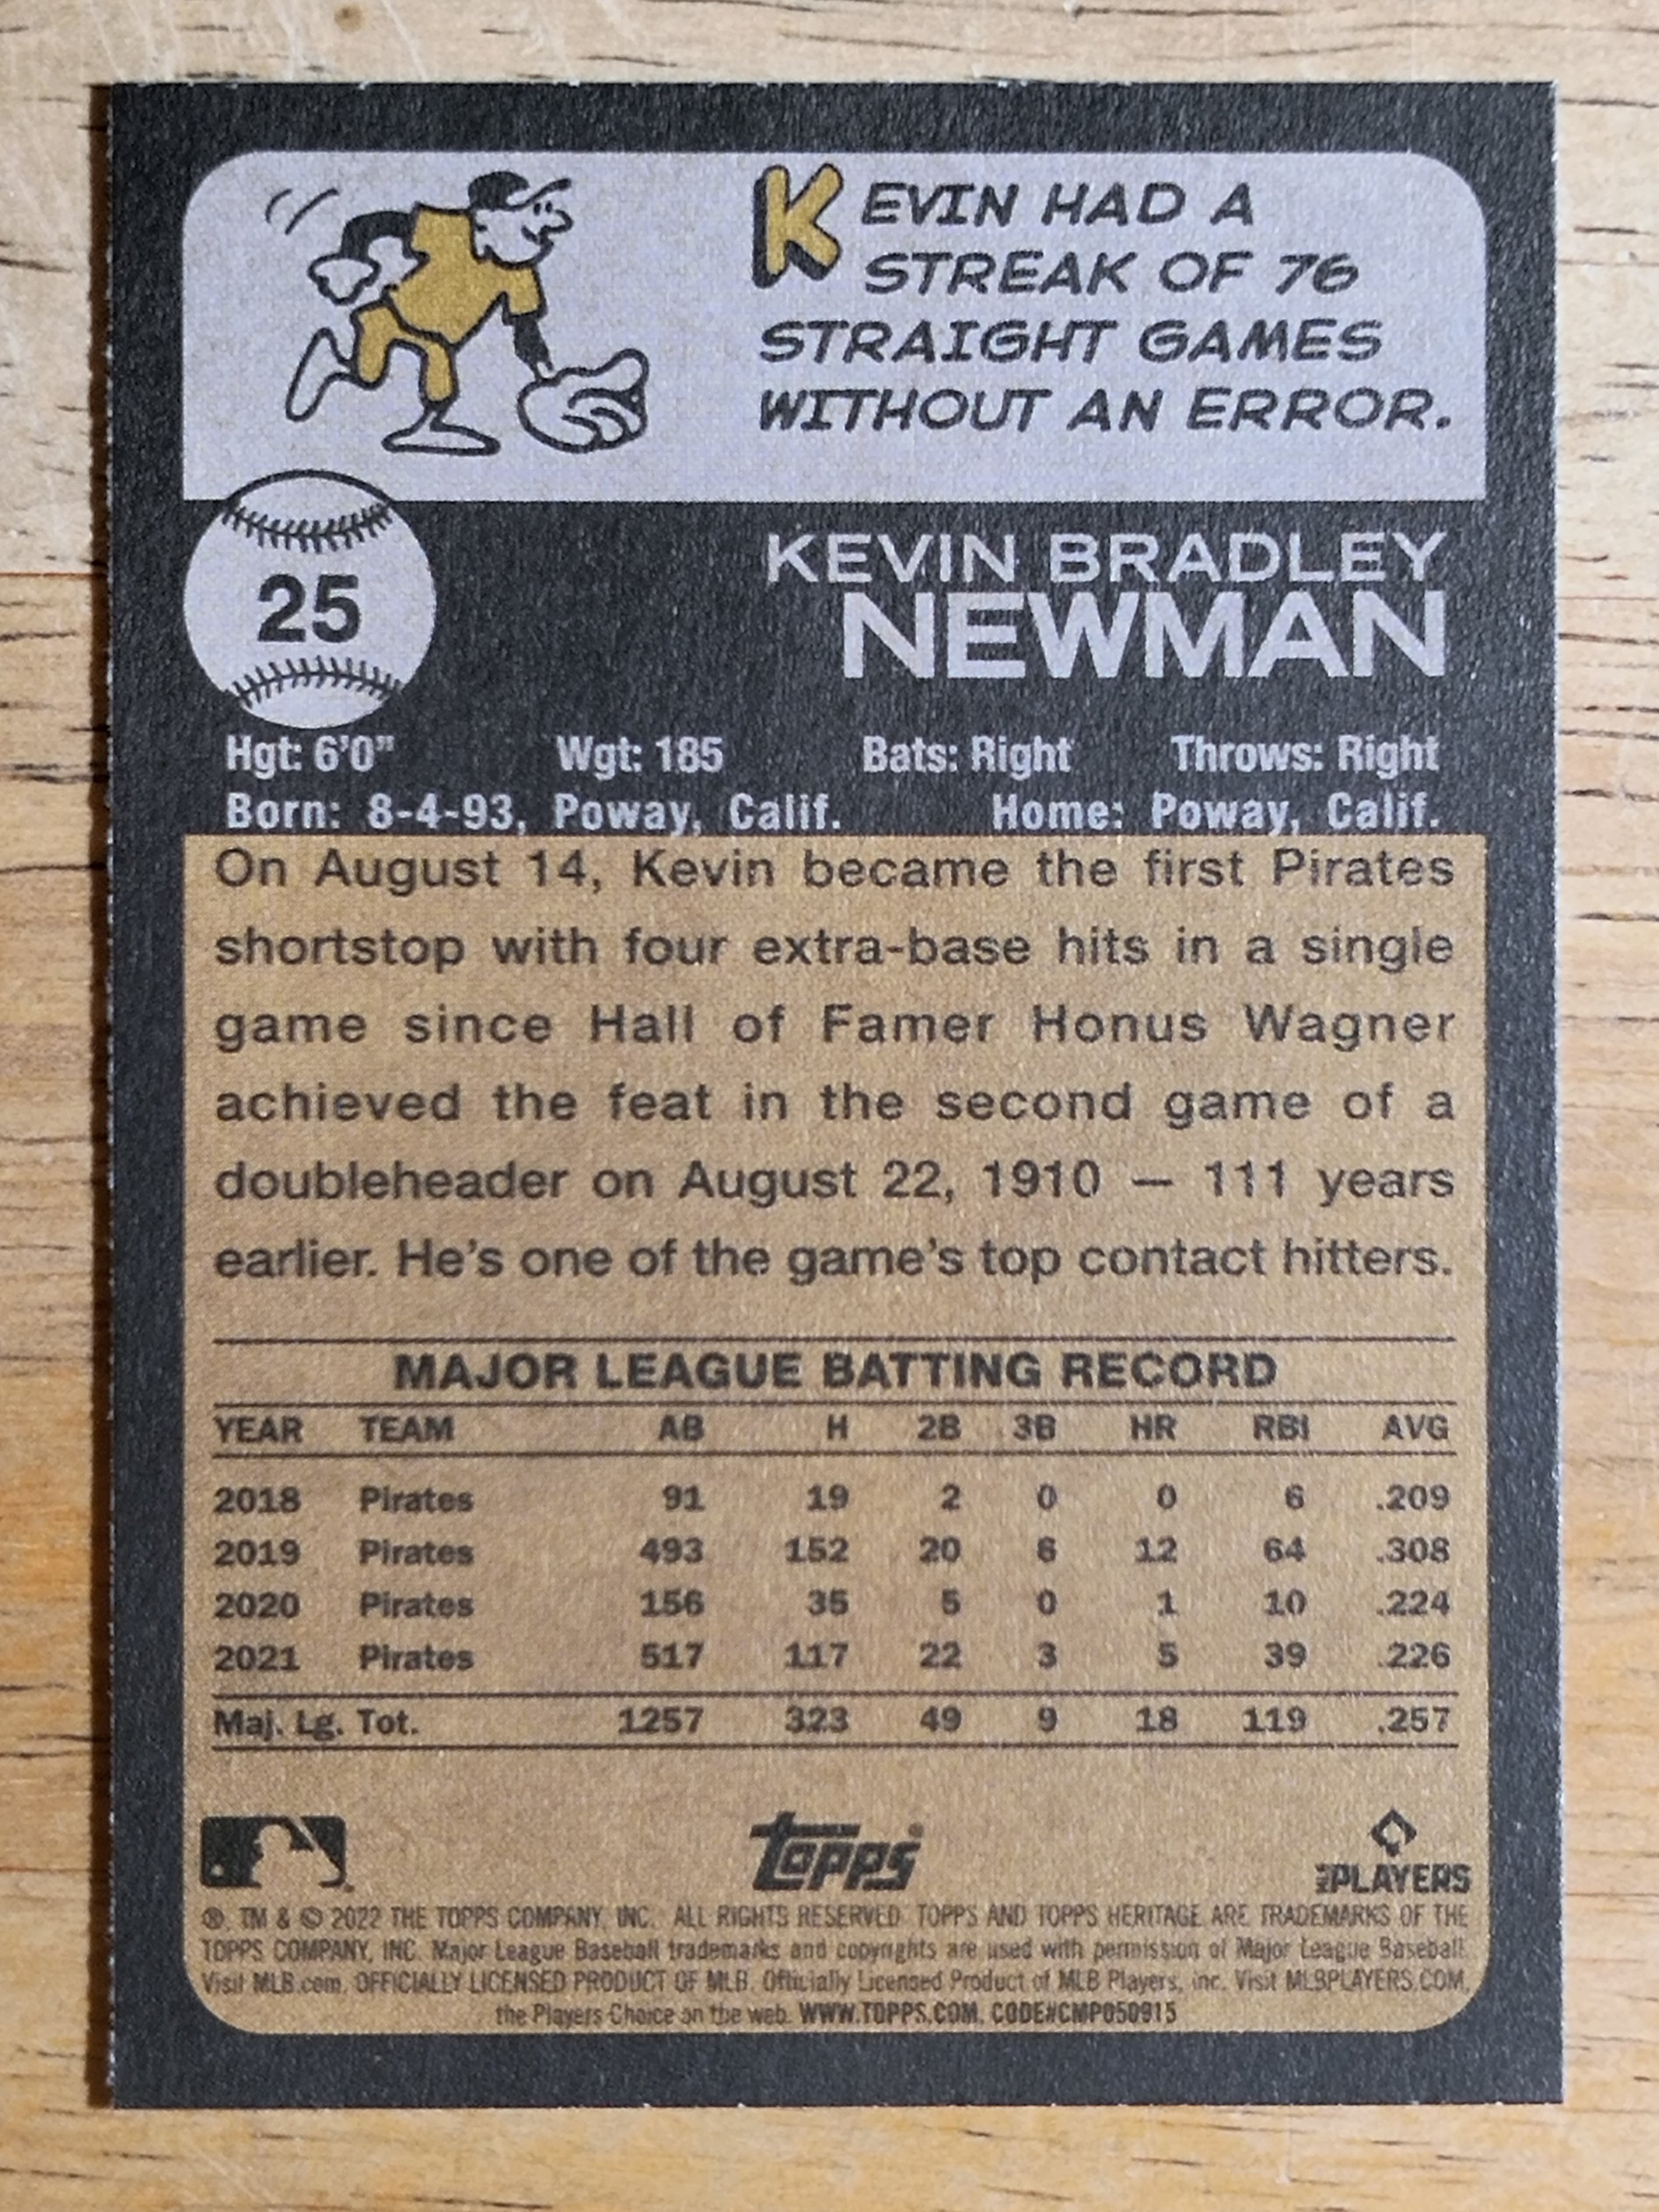 KEVIN HAD A
STREAK OF 76
STRAIGHT GAMES
WITHOUT AN ERROR.
25
KEVIN BRADLEY
NEWMAN
Hgt: 6'0" Wgt: 185 Bats: Right Throws: Right
Born: 8-4-93, Poway, Calif. Home: Poway, Calif.
On August 14, Kevin became the first Pirates
shortstop with four extra-base hits in a single
game since Hall of Famer Honus Wagner
achieved the feat in the second game of a
doubleheader on August 22, 1910 — 111 years
earlier. He's one of the game's top contact hitters.
MAJOR LEAGUE BATTING RECORD
YEAR TEAM AB H 2B 3B HR RBI AVG
2018 Pirates 91 19 2 0 0 6 .209
2019 Pirates 493 152 20 6 12 64 .308
2020 Pirates 156 35 5 0 1 10 .224
2021 Pirates 517 117 22 3 5 39 .226
Maj. Lg. Tot. 1257 323 49 9 18 119 .257
topps
MLB PLAYERS
®, TM & © 2022 THE TOPPS COMPANY, INC. ALL RIGHTS RESERVED. TOPPS AND TOPPS HERITAGE ARE TRADEMARKS OF THE
TOPPS COMPANY, INC. Major League Baseball trademarks and copyrights are used with permission of Major League Baseball.
Visit MLB.com. OFFICIALLY LICENSED PRODUCT OF MLB. Officially Licensed Product of MLB Players, Inc. Visit MLBPLAYERS.COM,
the Players Choice on the web. WWW.TOPPS.COM. CODE#CMP050915